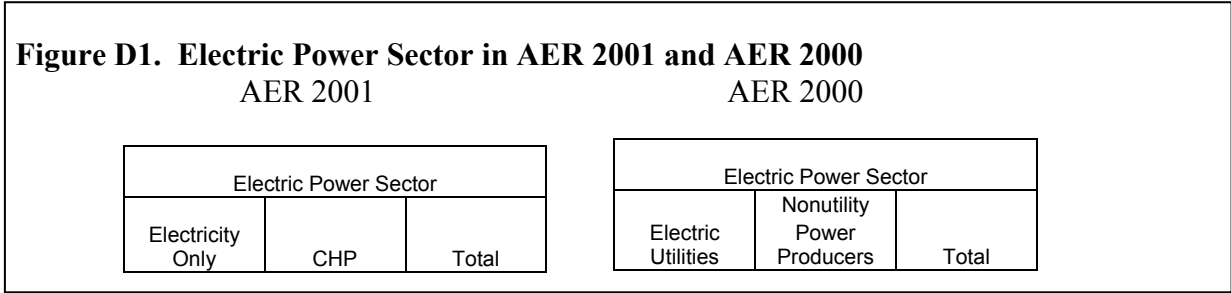 Figure D1. Electric Power Sector in AER 2001 and AER 2000
AER 2001 AER 2000
Electric Power Sector
Electricity
Only
CHP
Total
Electric Power Sector
Electric
Utilities
Nonutility
Power
Producers
Total